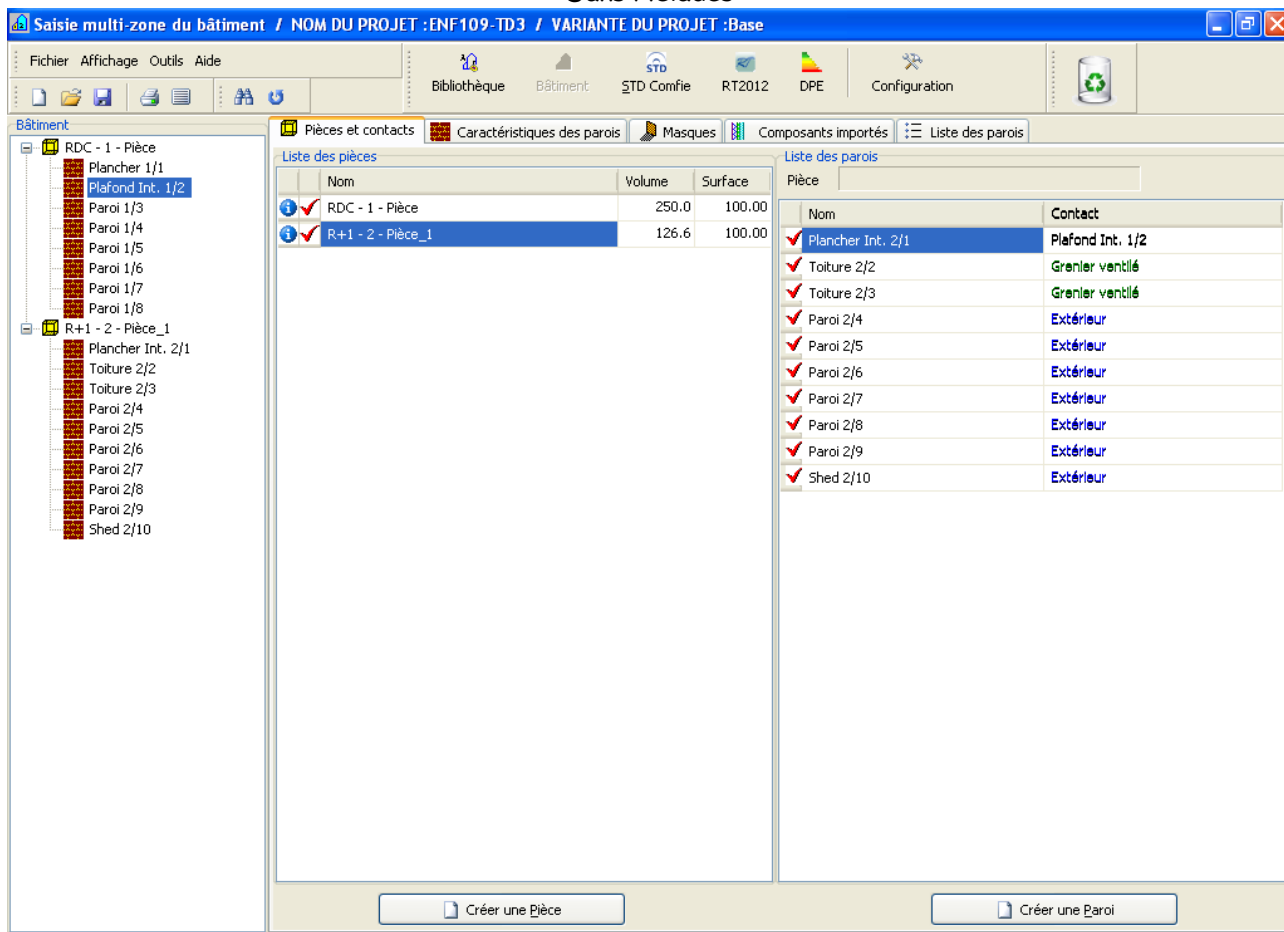 Saisie multi-zone du bâtiment / NOM DU PROJET :ENF109-TD3 / VARIANTE DU PROJET :Base
Fichier Affichage Outils Aide
Bibliothèque Bâtiment STD Comfie RT2012 DPE Configuration
Bâtiment
RDC - 1 - Pièce
Plancher 1/1
Plafond Int. 1/2
Paroi 1/3
Paroi 1/4
Paroi 1/5
Paroi 1/6
Paroi 1/7
Paroi 1/8
R+1 - 2 - Pièce_1
Plancher Int. 2/1
Toiture 2/2
Toiture 2/3
Paroi 2/4
Paroi 2/5
Paroi 2/6
Paroi 2/7
Paroi 2/8
Paroi 2/9
Shed 2/10
Pièces et contacts Caractéristiques des parois Masques Composants importés Liste des parois
Liste des pièces
Nom Volume Surface
RDC - 1 - Pièce 250.0 100.00
R+1 - 2 - Pièce_1 126.6 100.00
Créer une Pièce
Liste des parois
Pièce
Nom Contact
Plancher Int. 2/1 Plafond Int. 1/2
Toiture 2/2 Grenier ventilé
Toiture 2/3 Grenier ventilé
Paroi 2/4 Extérieur
Paroi 2/5 Extérieur
Paroi 2/6 Extérieur
Paroi 2/7 Extérieur
Paroi 2/8 Extérieur
Paroi 2/9 Extérieur
Shed 2/10 Extérieur
Créer une Paroi